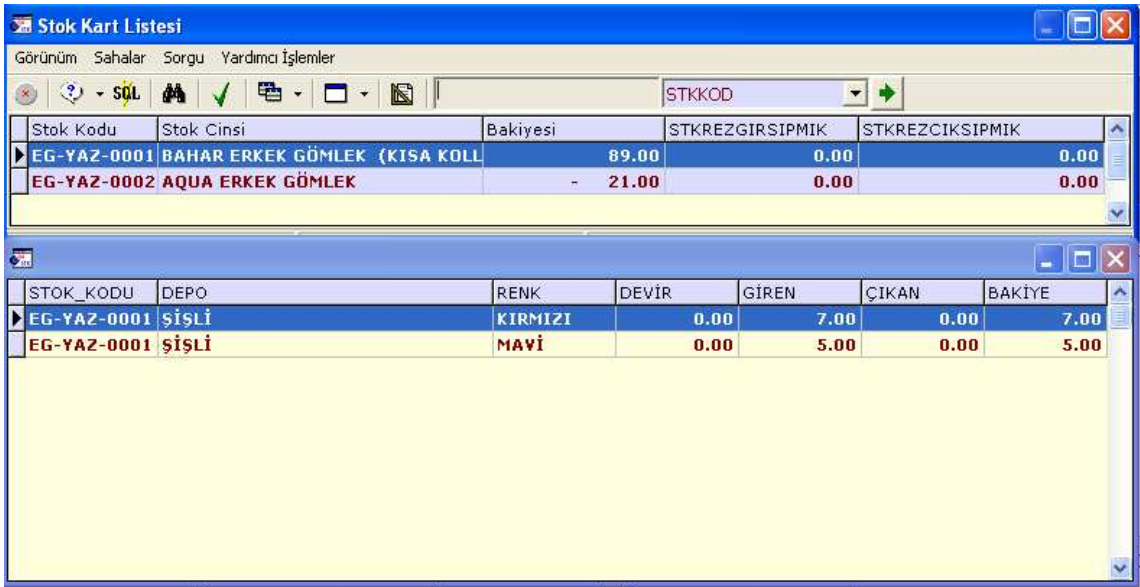 Stok Kart Listesi
Görünüm Sahalar Sorgu Yardımcı İşlemler
SQL STKKOD
Stok Kodu Stok Cinsi Bakiyesi STKREZGIRSIPMIK STKREZCIKSIPMIK
EG-YAZ-0001 BAHAR ERKEK GÖMLEK (KISA KOLL 89.00 0.00 0.00
EG-YAZ-0002 AQUA ERKEK GÖMLEK - 21.00 0.00 0.00
STOK_KODU DEPO RENK DEVİR GİREN ÇIKAN BAKİYE
EG-YAZ-0001 ŞİŞLİ KIRMIZI 0.00 7.00 0.00 7.00
EG-YAZ-0001 ŞİŞLİ MAVİ 0.00 5.00 0.00 5.00